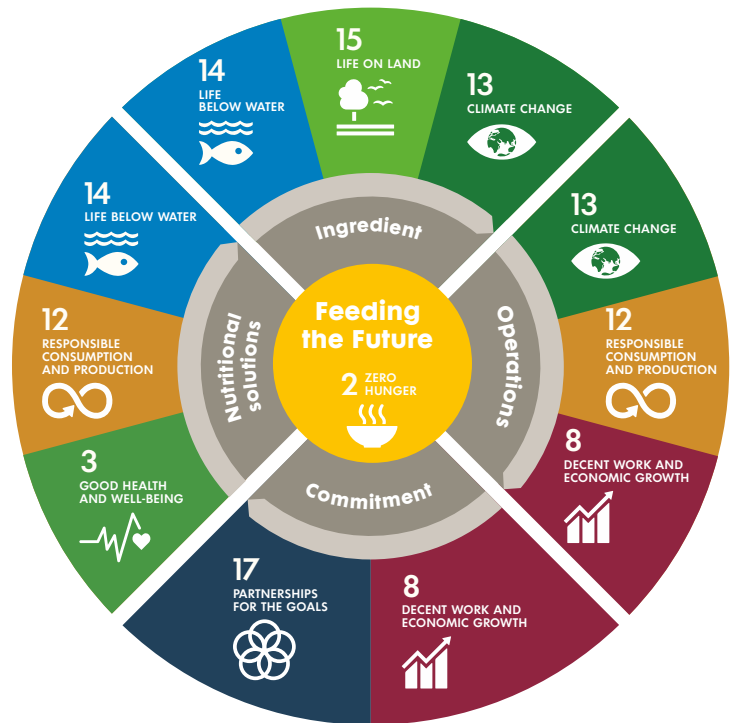 15
LIFE ON LAND
13
CLIMATE CHANGE
13
CLIMATE CHANGE
12
RESPONSIBLE
CONSUMPTION
AND PRODUCTION
8
DECENT WORK AND
ECONOMIC GROWTH
8
DECENT WORK AND
ECONOMIC GROWTH
17
PARTNERSHIPS
FOR THE GOALS
3
GOOD HEALTH
AND WELL-BEING
12
RESPONSIBLE
CONSUMPTION
AND PRODUCTION
14
LIFE BELOW WATER
14
LIFE
BELOW WATER
Ingredient
Operations
Commitment
Nutritional
solutions
Feeding
the Future
2 ZERO
HUNGER